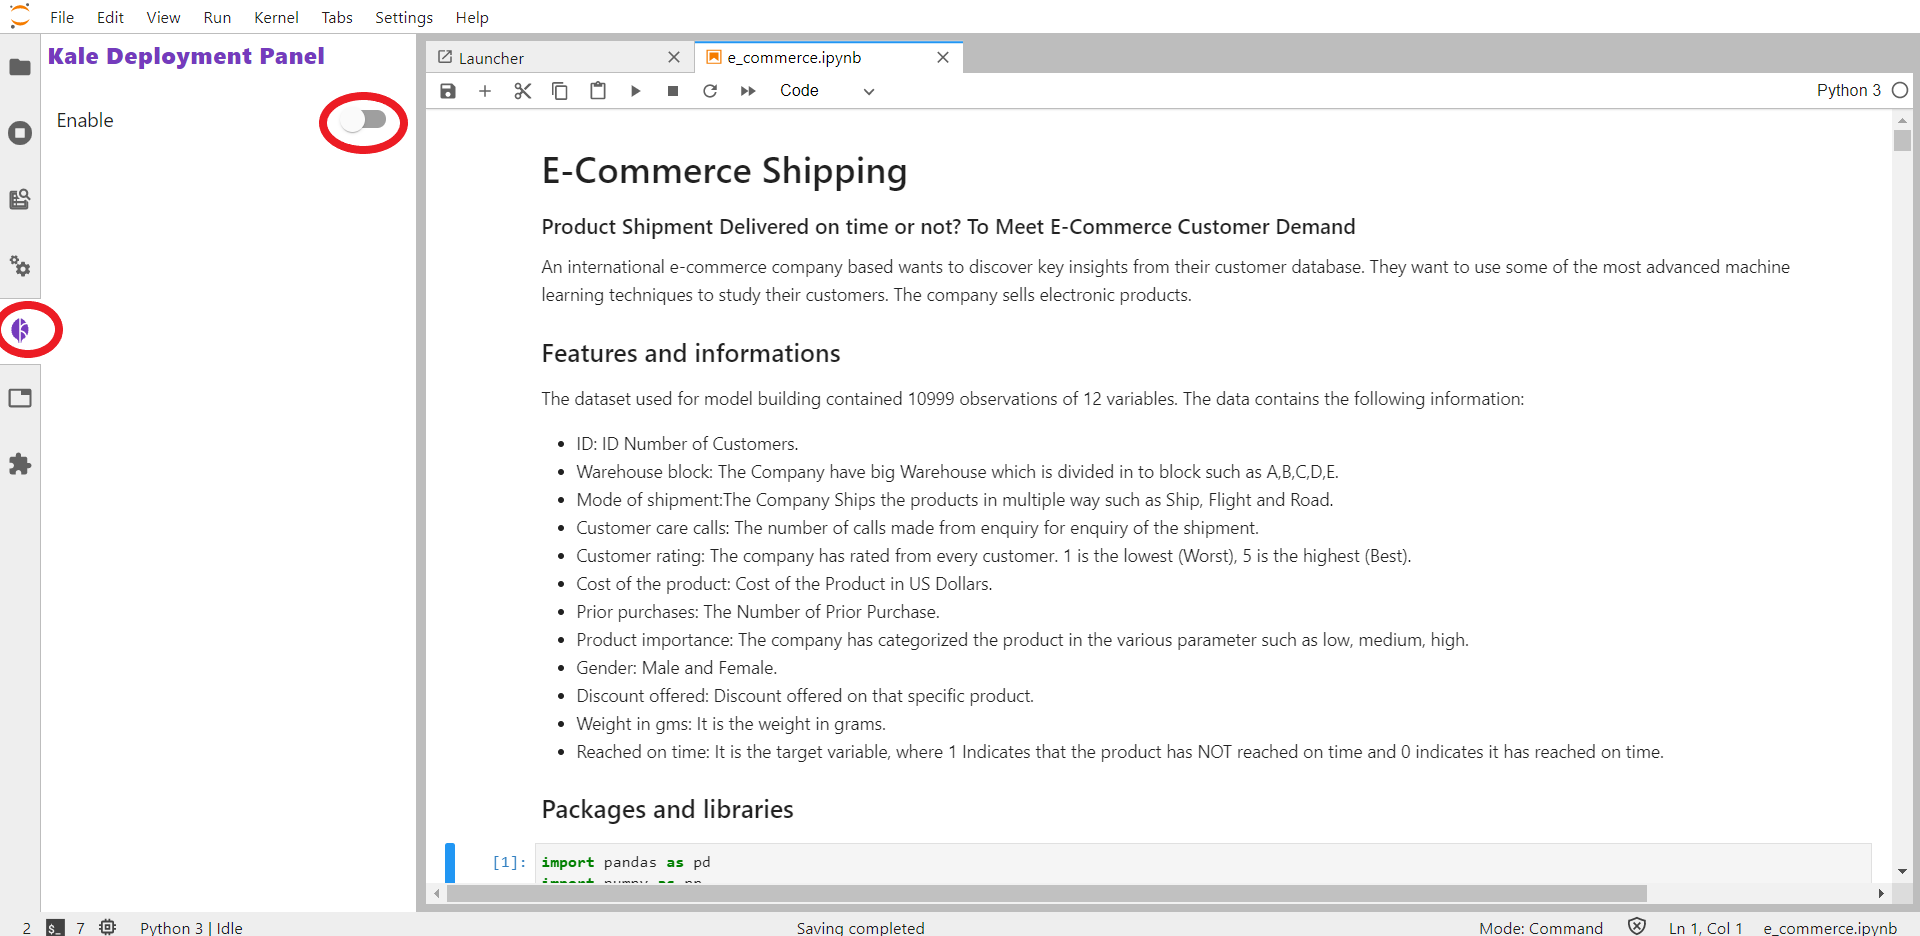 File Edit View Run Kernel Tabs Settings Help
Kale Deployment Panel
Enable
Launcher
e_commerce.ipynb
Code
Python 3
E-Commerce Shipping
Product Shipment Delivered on time or not? To Meet E-Commerce Customer Demand
An international e-commerce company based wants to discover key insights from their customer database. They want to use some of the most advanced machine
learning techniques to study their customers. The company sells electronic products.
Features and informations
The dataset used for model building contained 10999 observations of 12 variables. The data contains the following information:
• ID: ID Number of Customers.
• Warehouse block: The Company have big Warehouse which is divided in to block such as A,B,C,D,E.
• Mode of shipment:The Company Ships the products in multiple way such as Ship, Flight and Road.
• Customer care calls: The number of calls made from enquiry for enquiry of the shipment.
• Customer rating: The company has rated from every customer. 1 is the lowest (Worst), 5 is the highest (Best).
• Cost of the product: Cost of the Product in US Dollars.
• Prior purchases: The Number of Prior Purchase.
• Product importance: The company has categorized the product in the various parameter such as low, medium, high.
• Gender: Male and Female.
• Discount offered: Discount offered on that specific product.
• Weight in gms: It is the weight in grams.
• Reached on time: It is the target variable, where 1 Indicates that the product has NOT reached on time and 0 indicates it has reached on time.
Packages and libraries
[1]: import pandas as pd
import numpy as np
2 $_ 7 Python 3 | Idle Saving completed Mode: Command Ln 1, Col 1 e_commerce.ipynb